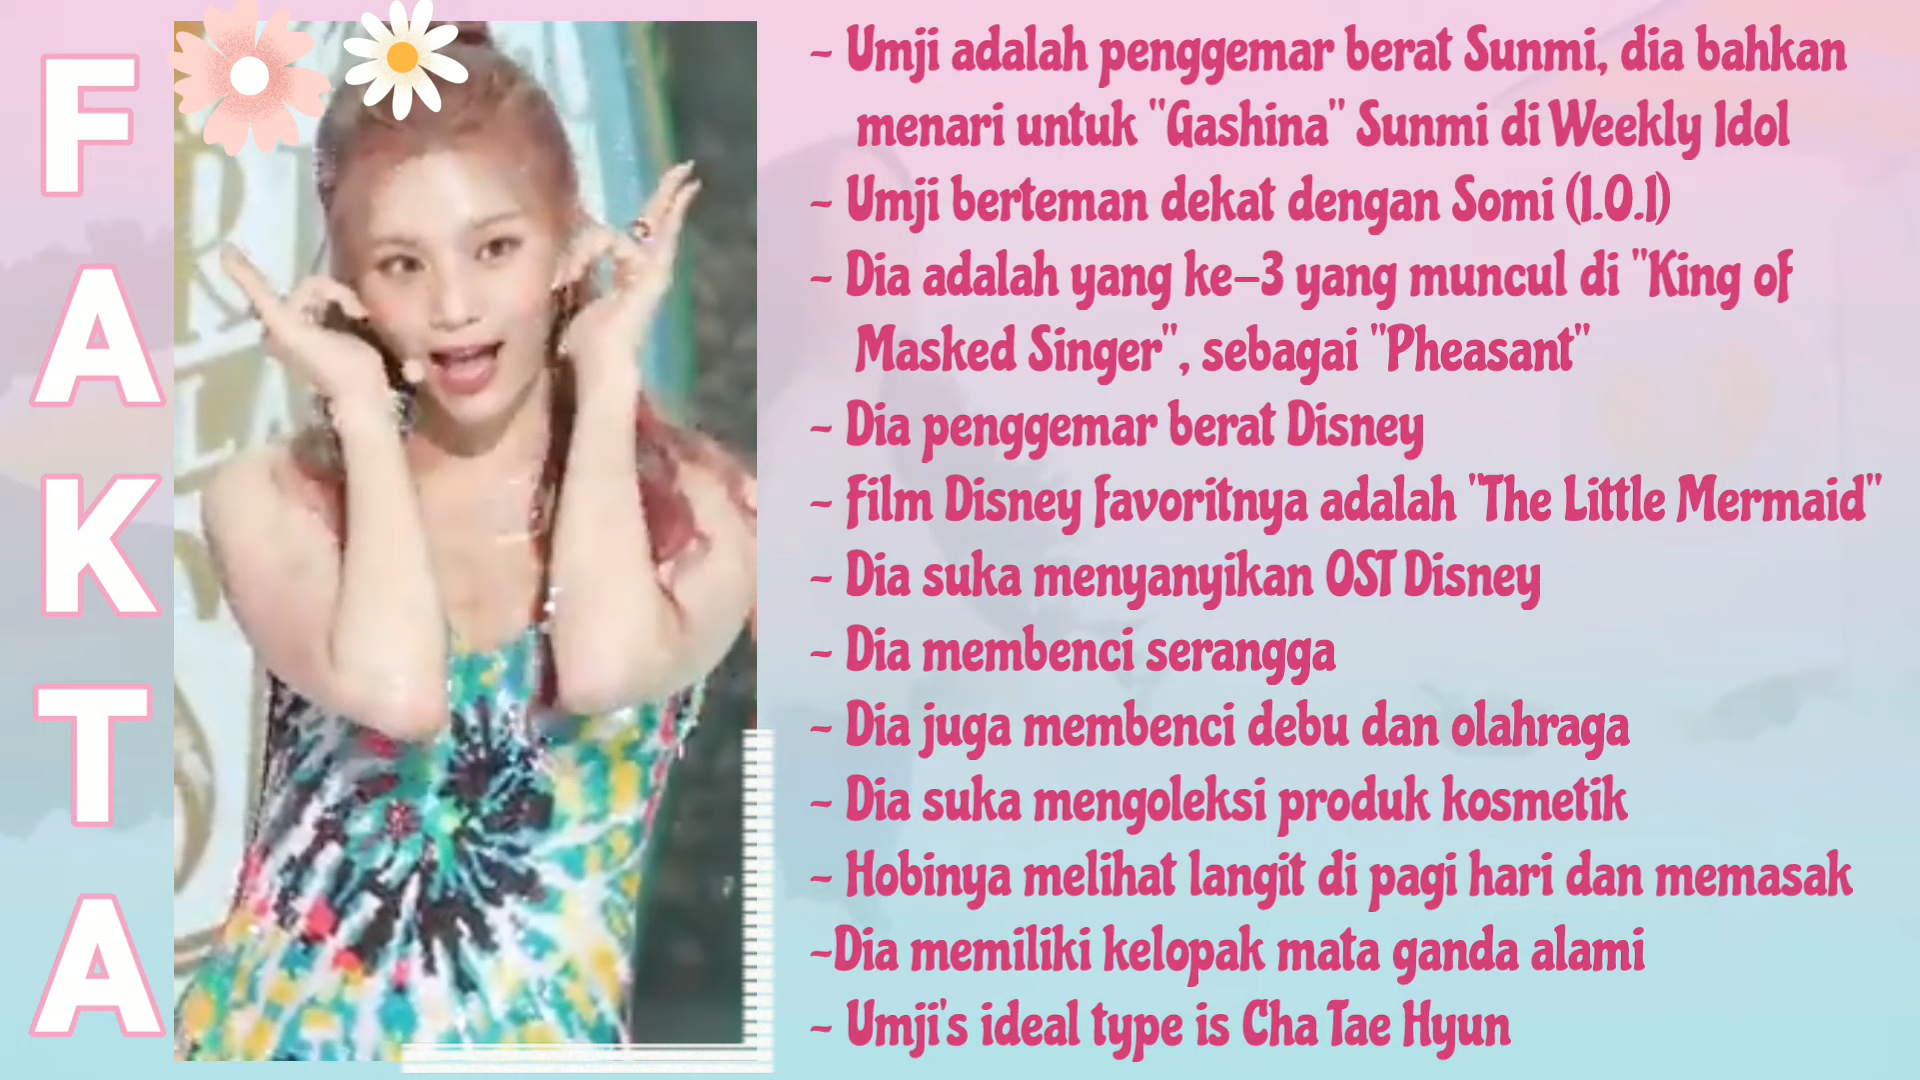 FAKTA
- Umji adalah penggemar berat Sunmi, dia bahkan
menari untuk "Gashina" Sunmi di Weekly Idol
- Umji berteman dekat dengan Somi (I.O.I)
- Dia adalah yang ke-3 yang muncul di "King of
Masked Singer", sebagai "Pheasant"
- Dia penggemar berat Disney
- Film Disney favoritnya adalah "The Little Mermaid"
- Dia suka menyanyikan OST Disney
- Dia membenci serangga
- Dia juga membenci debu dan olahraga
- Dia suka mengoleksi produk kosmetik
- Hobinya melihat langit di pagi hari dan memasak
-Dia memiliki kelopak mata ganda alami
- Umji's ideal type is Cha Tae Hyun